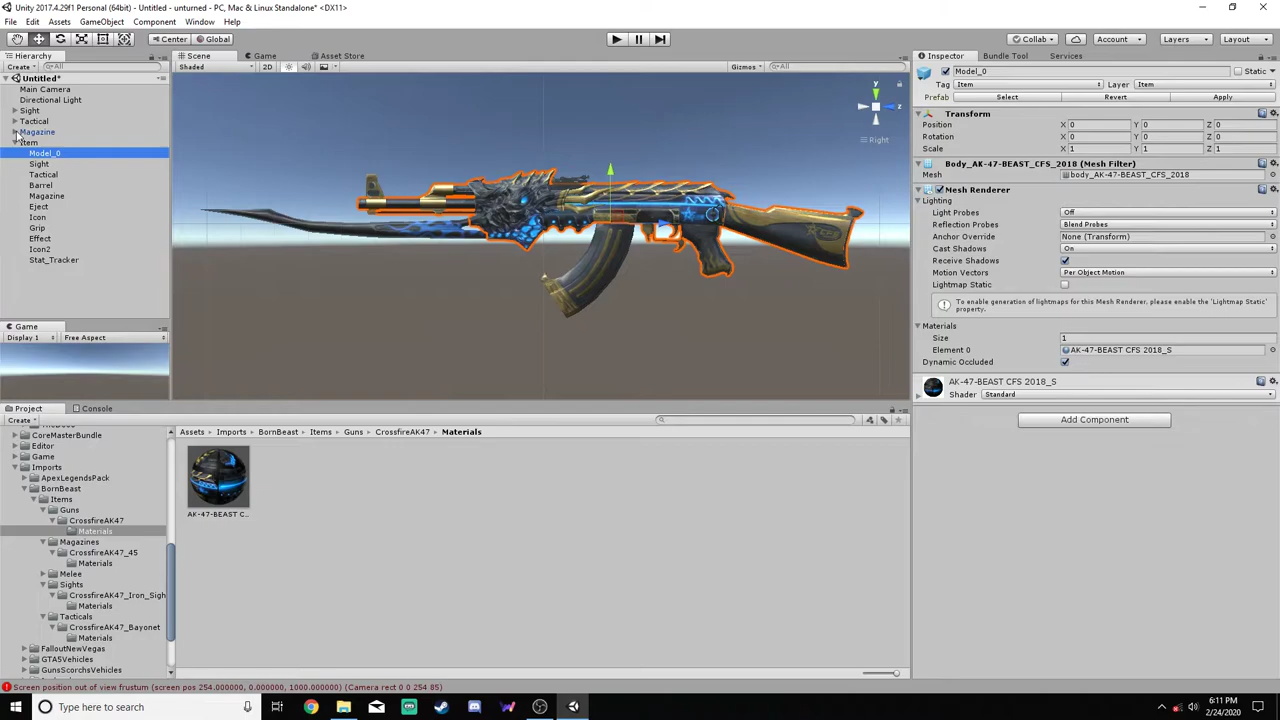 Unity 2017.4.29f1 Personal (64bit) - Untitled - unturned - PC, Mac & Linux Standalone* <DX11>
File Edit Assets GameObject Component Window Help
Center Global Collab Account Layers Layout
Hierarchy Scene Game Asset Store Inspector Bundle Tool Services
Create All Shaded 2D Gizmos All
Model_0 Static
Untitled*
Tag Item Layer Item
Main Camera
Prefab Select Revert Apply
Directional Light
Sight
Transform
Tactical
Position X 0 Y 0 Z 0
Magazine
Rotation X 0 Y 0 Z 0
Item
Scale X 1 Y 1 Z 1
Model_0
y
z
Right
Sight
Body_AK-47-BEAST_CFS_2018 (Mesh Filter)
Tactical
Mesh body_AK-47-BEAST_CFS_2018
Barrel
Mesh Renderer
Magazine
Lighting
Eject
Light Probes Off
Icon
Reflection Probes Blend Probes
Grip
Anchor Override None (Transform)
Effect
Cast Shadows On
Icon2
Receive Shadows
Stat_Tracker
Motion Vectors Per Object Motion
Lightmap Static
To enable generation of lightmaps for this Mesh Renderer, please enable the 'Lightmap Static'
property.
Game
Materials
Display 1 Free Aspect
Size 1
Element 0 AK-47-BEAST CFS 2018_S
Dynamic Occluded
AK-47-BEAST CFS 2018_S
Shader Standard
Add Component
Project Console
Create
Assets Imports BornBeast Items Guns CrossfireAK47 Materials
CoreMasterBundle
Editor
Game
Imports
ApexLegendsPack
BornBeast
Items
Guns
CrossfireAK47
Materials
Magazines
CrossfireAK47_45
Materials
Melee
Sights
CrossfireAK47_Iron_Sigh
Materials
Tacticals
CrossfireAK47_Bayonet
Materials
FalloutNewVegas
GTA5Vehicles
GunsScorchsVehicles
AK-47-BEAST C...
Screen position out of view frustum (screen pos 254.000000, 0.000000, 1000.000000) (Camera rect 0 0 254 85)
Type here to search
6:11 PM
2/24/2020